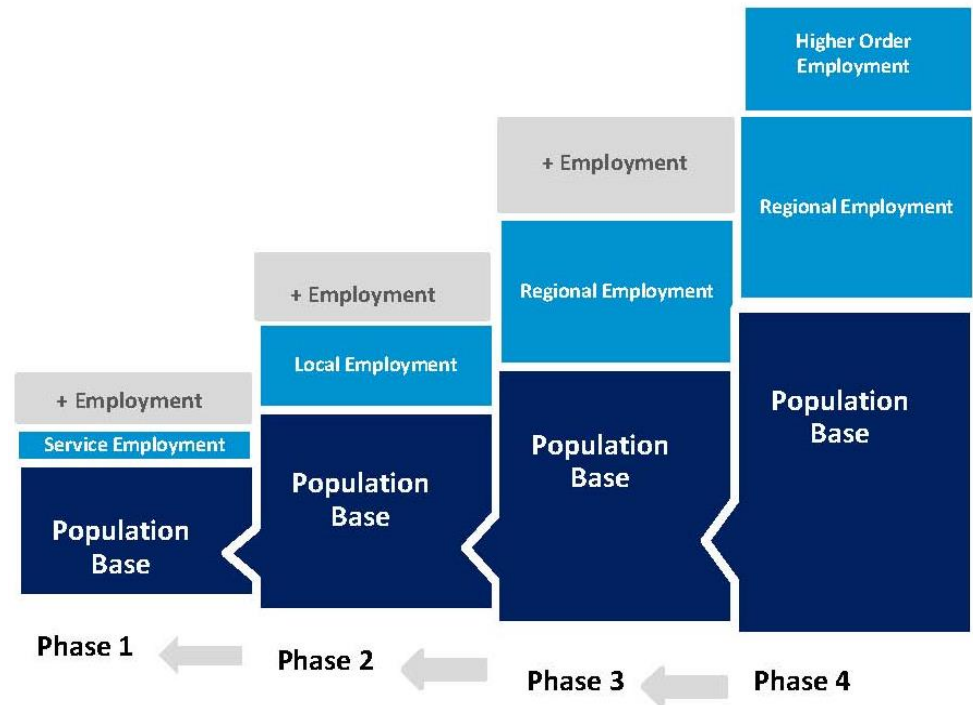 + Employment
Service Employment
Population
Base
Phase 1
+ Employment
Local Employment
Population
Base
Phase 2
+ Employment
Regional Employment
Population
Base
Phase 3
Higher Order
Employment
Regional Employment
Population
Base
Phase 4